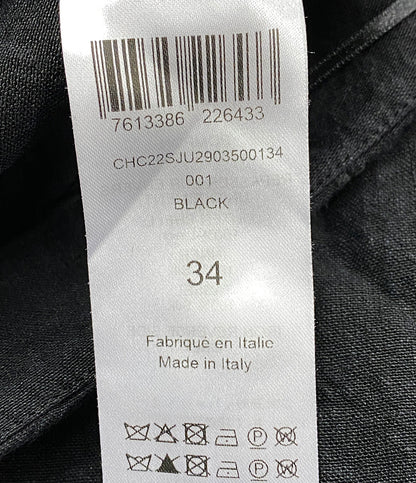 7613386 226433
CHC22SJU2903500134
001
BLACK
34
Fabriqué en Italie
Made in Italy
P
P